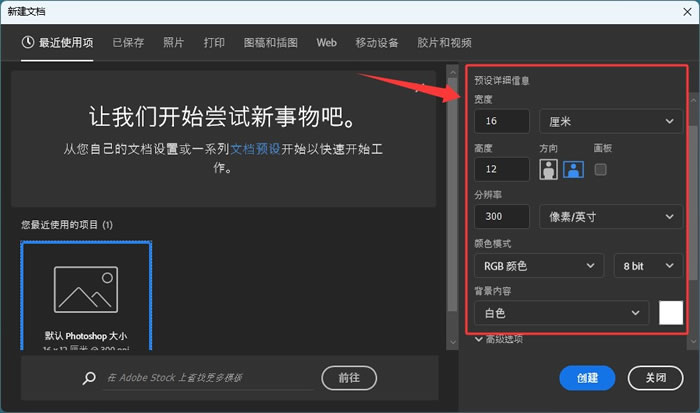 新建文档
最近使用项 已保存 照片 打印 图稿和插图 Web 移动设备 胶片和视频
让我们开始尝试新事物吧。
从您自己的文档设置或一系列文档预设开始以快速开始工
作。
您最近使用的项目 (1)
默认 Photoshop 大小
16 x 12 厘米 @ 300 ppi
在 Adobe Stock 上查找更多模板
前往
预设详细信息
宽度
16 厘米
高度 方向 画板
12
分辨率
300 像素/英寸
颜色模式
RGB 颜色 8 bit
背景内容
白色
高级选项
创建 关闭